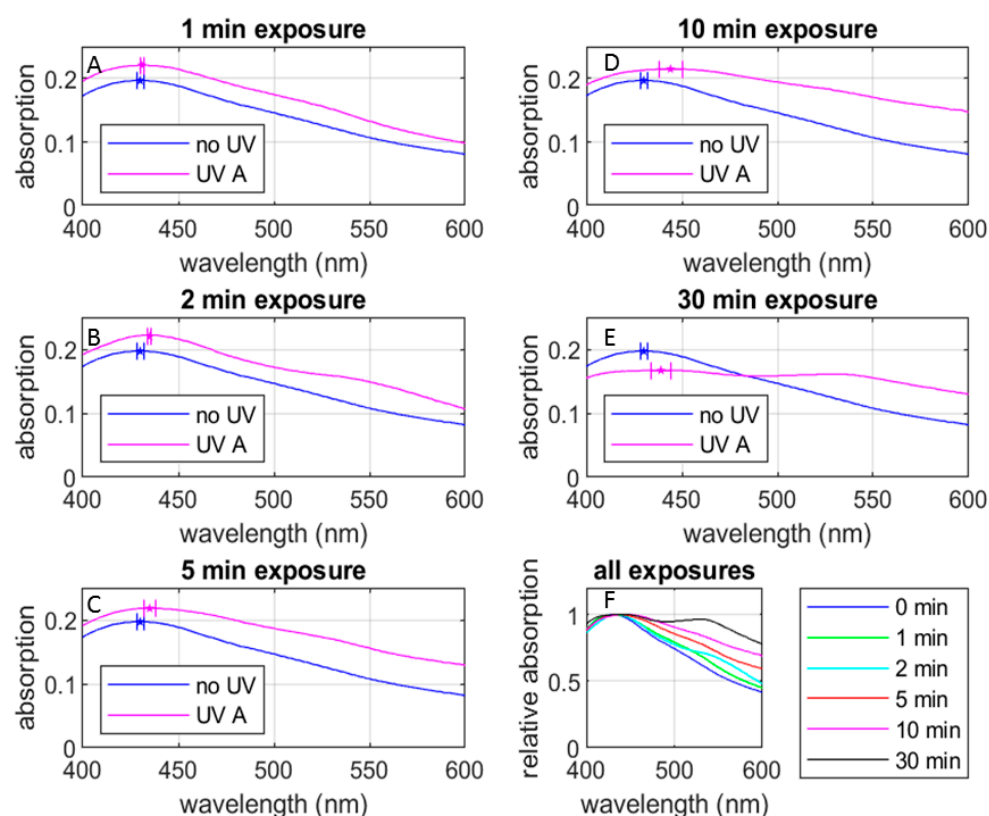 1 min exposure
A
absorption
0.2
0.1
0
no UV
UV A
400 450 500 550 600
wavelength (nm)
10 min exposure
D
absorption
0.2
0.1
0
no UV
UV A
400 450 500 550 600
wavelength (nm)
2 min exposure
B
absorption
0.2
0.1
0
no UV
UV A
400 450 500 550 600
wavelength (nm)
30 min exposure
E
absorption
0.2
0.1
0
no UV
UV A
400 450 500 550 600
wavelength (nm)
5 min exposure
C
absorption
0.2
0.1
0
no UV
UV A
400 450 500 550 600
wavelength (nm)
all exposures
F
relative absorption
1
0.5
0
400 500 600
wavelength (nm)
0 min
1 min
2 min
5 min
10 min
30 min